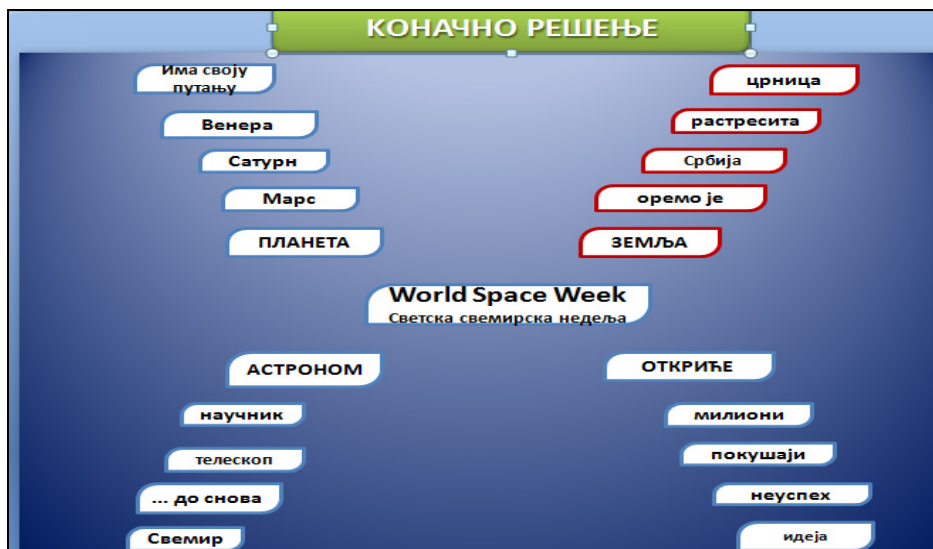 КОНАЧНО РЕШЕЊЕ
Има своју
путању
Венера
Сатурн
Марс
ПЛАНЕТА
црница
растресита
Србија
оремо је
ЗЕМЉА
World Space Week
Светска свемирска недеља
АСТРОНОМ
научник
телескоп
... до снова
Свемир
ОТКРИЋЕ
милиони
покушаји
неуспех
идеја